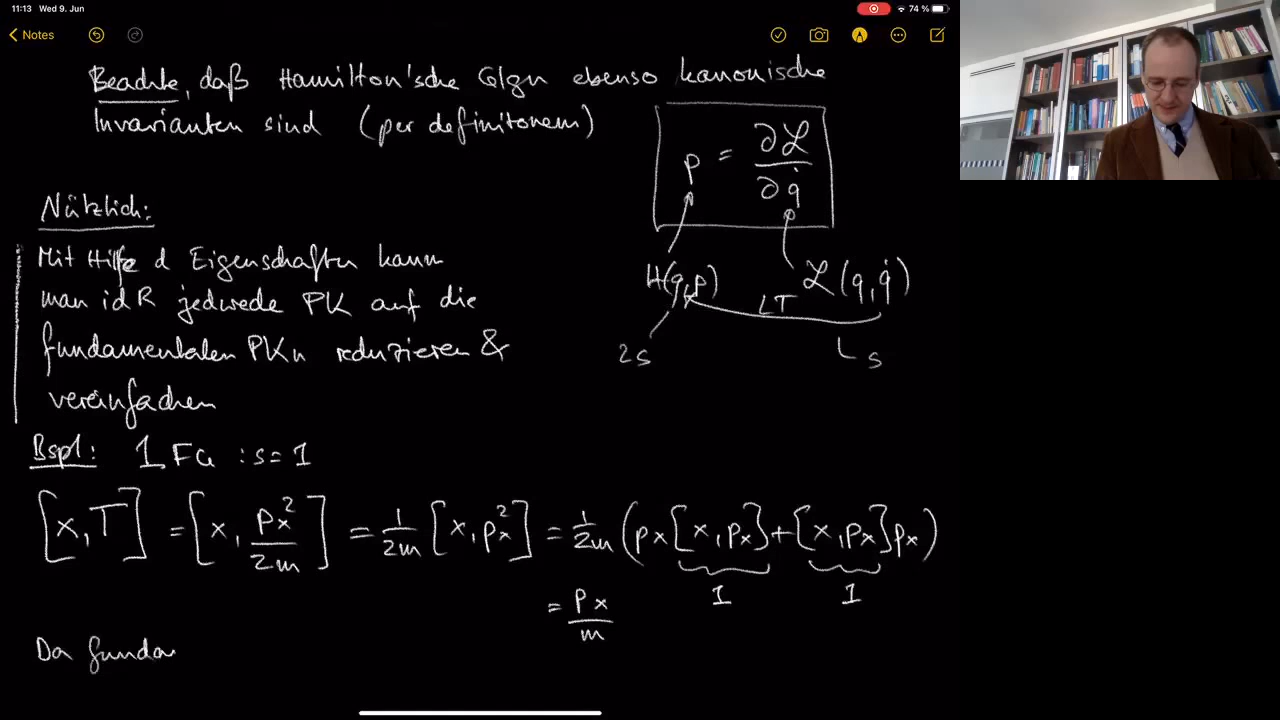 11:13 Wed 9. Jun
74 %
Notes
Beachte, daß Hamilton'sche Glgn ebenso kanonische
Invarianten sind (per definitonem)
p = ∂ℒ/∂q̇
H(q,p) LT ℒ(q,q̇)
2s s
Nützlich:
Mit Hilfe d Eigenschaften kann
man idR jedwede PK auf die
fundamentalen PKn reduzieren &
vereinfachen
Bspl: 1 FG : s=1
[x,T] = [x, px²/2m] = 1/2m [x,px²] = 1/2m (px[x,px]+[x,px]px)
1 1
= px/m
Da funda